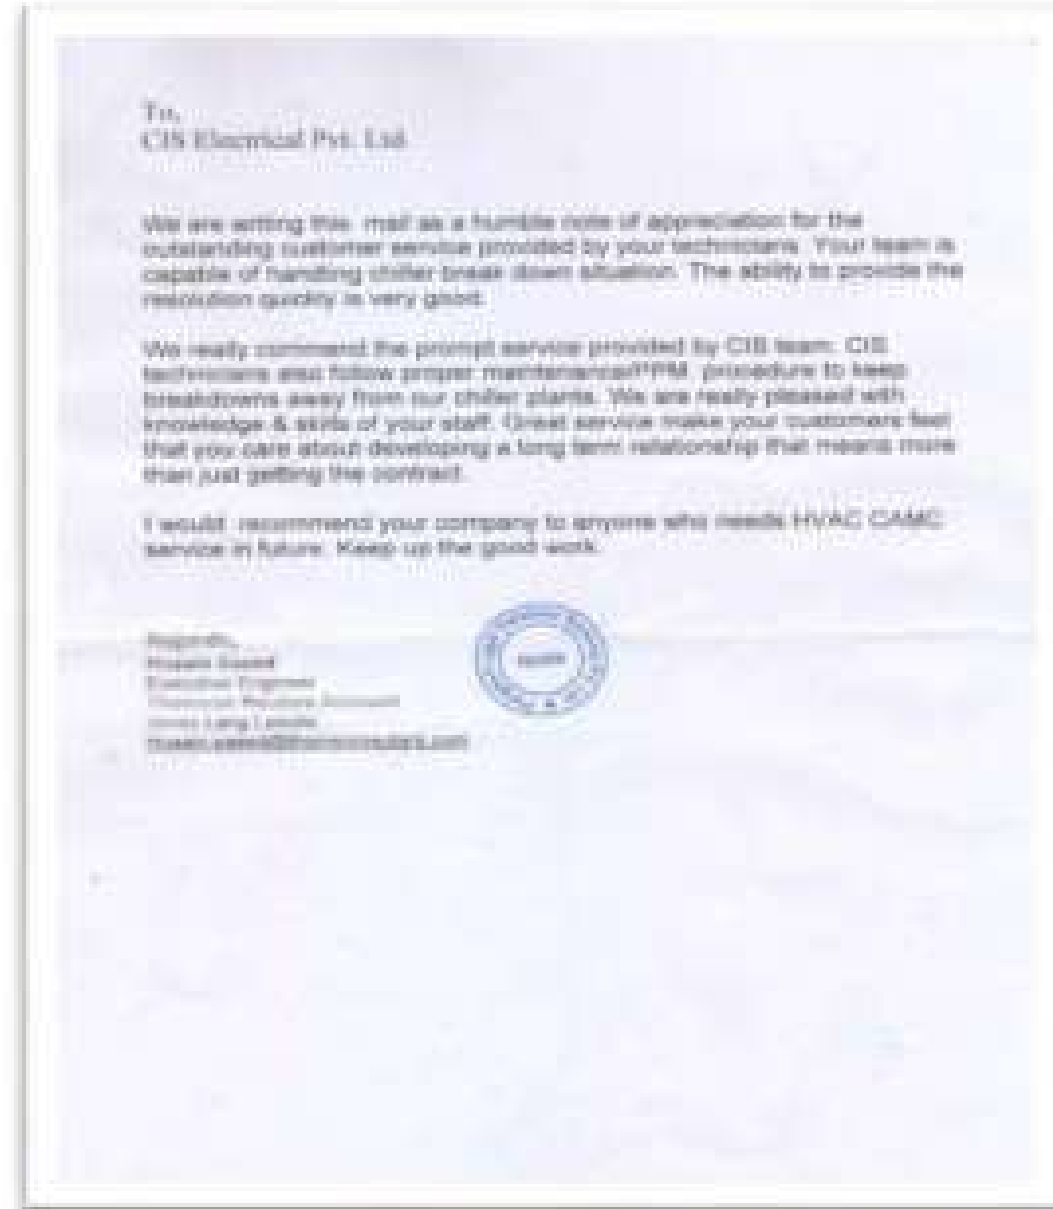 To,
CIS Electrical Pvt. Ltd
We are writing this mail as a humble note of appreciation for the
outstanding customer service provided by your technicians. Your team is
capable of handling chiller break down situation. The ability to provide the
resolution quickly is very good.
We really commend the prompt service provided by CIS team. CIS
technicians also follow proper maintenance/PPM procedure to keep
breakdowns away from our chiller plants. We are really pleased with
knowledge & skills of your staff. Great service make your customers feel
that you care about developing a long term relationship that means more
than just getting the contract.
I would recommend your company to anyone who needs HVAC CAMC
service in future. Keep up the good work.
Regards,
Executive Engineer
Jones Lang Lasalle